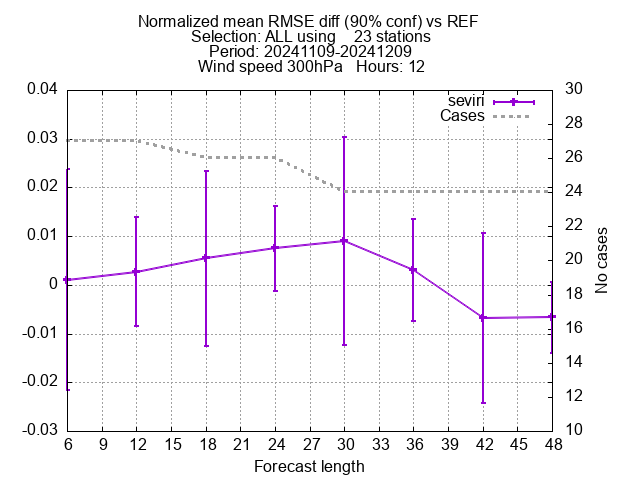 Normalized mean RMSE diff (90% conf) vs REF
Selection: ALL using    23 stations
Period: 20241109-20241209
Wind speed 300hPa   Hours: 12
seviri
Cases
0.04
0.03
0.02
0.01
0
-0.01
-0.02
-0.03
30
28
26
24
22
20
18
16
14
12
10
No cases
6 9 12 15 18 21 24 27 30 33 36 39 42 45 48
Forecast length